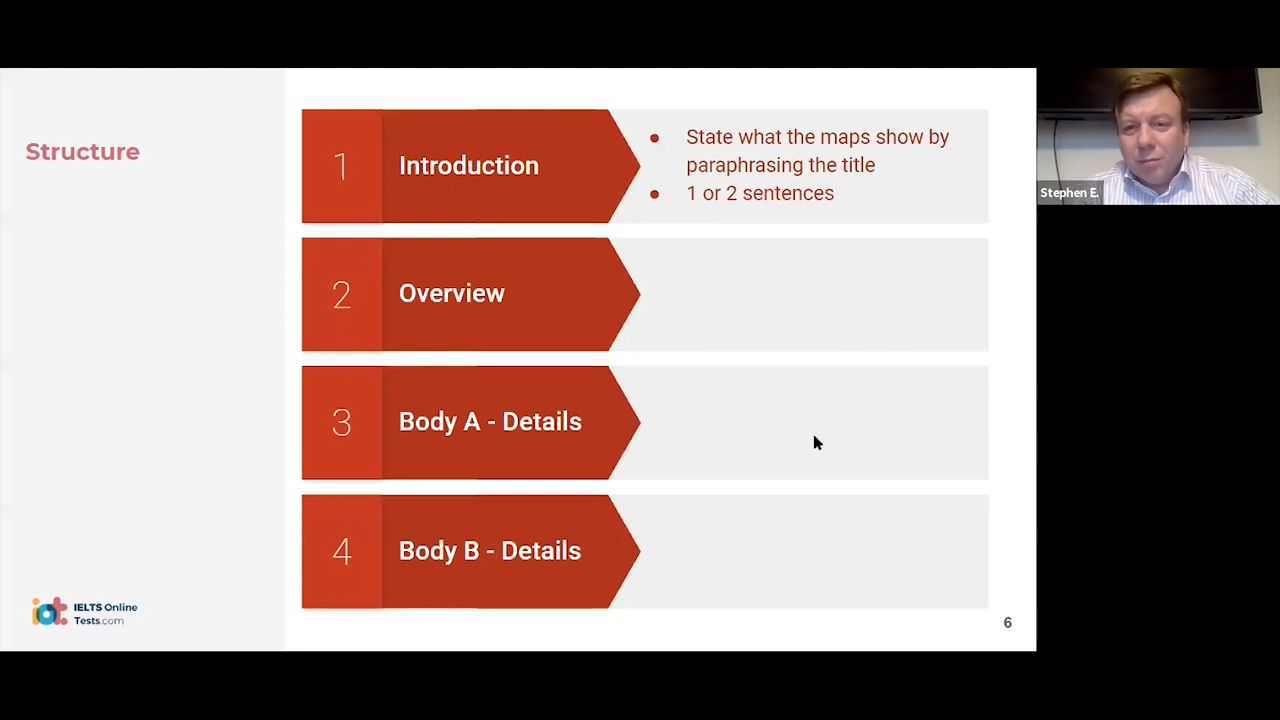 Structure
1
Introduction
● State what the maps show by
paraphrasing the title
● 1 or 2 sentences
2
Overview
3
Body A - Details
4
Body B - Details
iot IELTS Online
Tests.com
6
Stephen E.